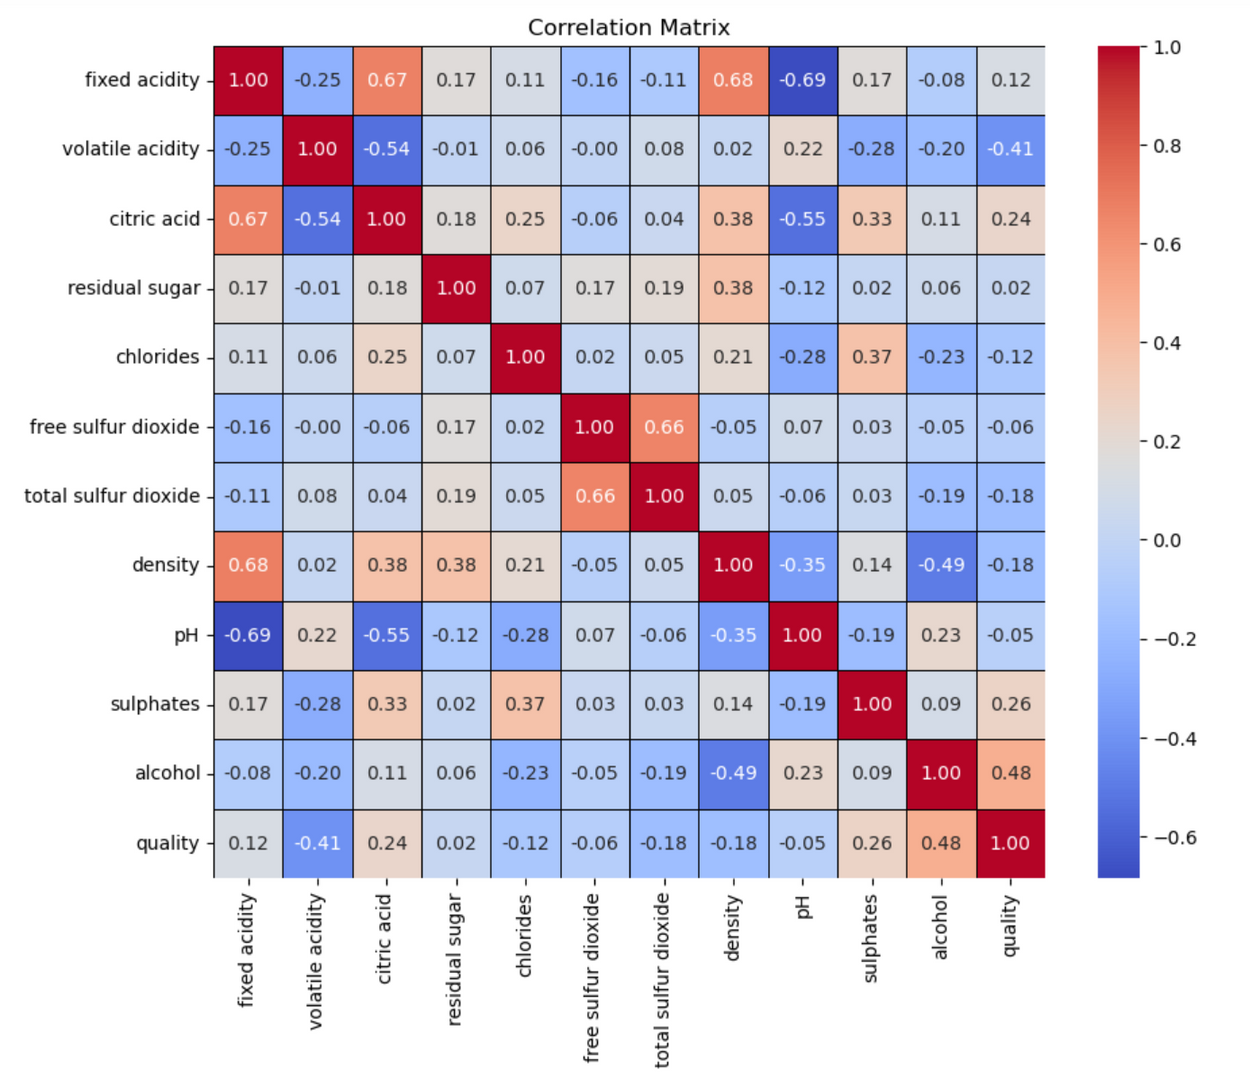 Correlation Matrix
fixed acidity 1.00 -0.25 0.67 0.17 0.11 -0.16 -0.11 0.68 -0.69 0.17 -0.08 0.12
volatile acidity -0.25 1.00 -0.54 -0.01 0.06 -0.00 0.08 0.02 0.22 -0.28 -0.20 -0.41
citric acid 0.67 -0.54 1.00 0.18 0.25 -0.06 0.04 0.38 -0.55 0.33 0.11 0.24
residual sugar 0.17 -0.01 0.18 1.00 0.07 0.17 0.19 0.38 -0.12 0.02 0.06 0.02
chlorides 0.11 0.06 0.25 0.07 1.00 0.02 0.05 0.21 -0.28 0.37 -0.23 -0.12
free sulfur dioxide -0.16 -0.00 -0.06 0.17 0.02 1.00 0.66 -0.05 0.07 0.03 -0.05 -0.06
total sulfur dioxide -0.11 0.08 0.04 0.19 0.05 0.66 1.00 0.05 -0.06 0.03 -0.19 -0.18
density 0.68 0.02 0.38 0.38 0.21 -0.05 0.05 1.00 -0.35 0.14 -0.49 -0.18
pH -0.69 0.22 -0.55 -0.12 -0.28 0.07 -0.06 -0.35 1.00 -0.19 0.23 -0.05
sulphates 0.17 -0.28 0.33 0.02 0.37 0.03 0.03 0.14 -0.19 1.00 0.09 0.26
alcohol -0.08 -0.20 0.11 0.06 -0.23 -0.05 -0.19 -0.49 0.23 0.09 1.00 0.48
quality 0.12 -0.41 0.24 0.02 -0.12 -0.06 -0.18 -0.18 -0.05 0.26 0.48 1.00
fixed acidity
volatile acidity
citric acid
residual sugar
chlorides
free sulfur dioxide
total sulfur dioxide
density
pH
sulphates
alcohol
quality
1.0
0.8
0.6
0.4
0.2
0.0
−0.2
−0.4
−0.6